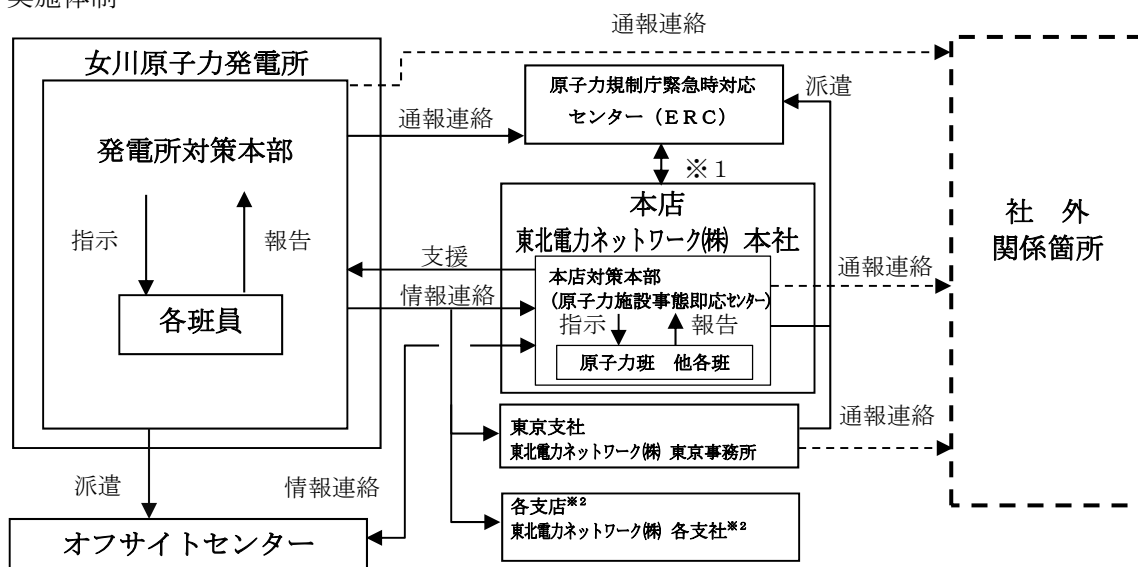 実施体制
通報連絡
女川原子力発電所
発電所対策本部
指示
報告
各班員
通報連絡
原子力規制庁緊急時対応
センター（ＥＲＣ）
派遣
※１
本店
東北電力ネットワーク㈱ 本社
支援
情報連絡
本店対策本部
(原子力施設事態即応センター)
指示
報告
原子力班 他各班
通報連絡
社 外
関係箇所
東京支社
東北電力ネットワーク㈱ 東京事務所
通報連絡
派遣
情報連絡
各支店※2
東北電力ネットワーク㈱ 各支社※2
オフサイトセンター